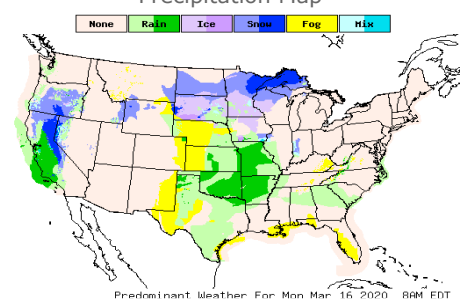 Precipitation Map
None Rain Ice Snow Fog Mix
Predominant Weather For Mon Mar 16 2020 8AM EDT